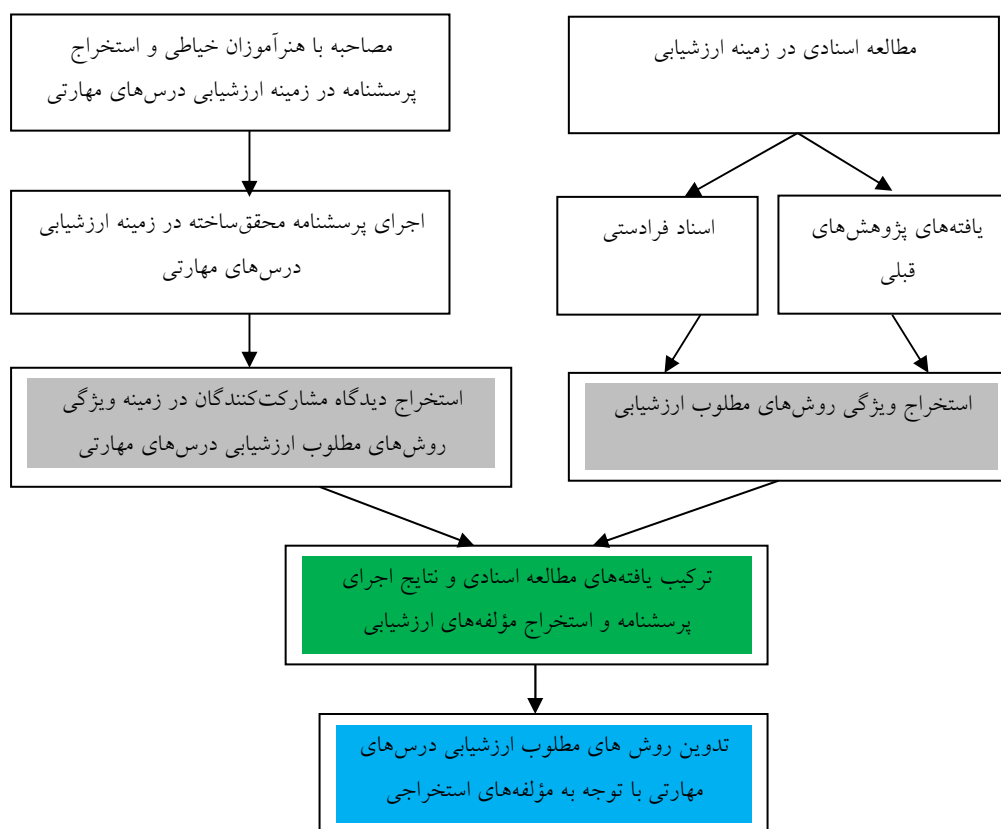 مطالعه اسنادی در زمینه ارزشیابی
مصاحبه با هنرآموزان خیاطی و استخراج
پرسشنامه در زمینه ارزشیابی درس‌های مهارتی
یافته‌های پژوهش‌های
قبلی
اسناد فرادستی
اجرای پرسشنامه محقق‌ساخته در زمینه ارزشیابی
درس‌های مهارتی
استخراج ویژگی روش‌های مطلوب ارزشیابی
استخراج دیدگاه مشارکت‌کنندگان در زمینه ویژگی
روش‌های مطلوب ارزشیابی درس‌های مهارتی
ترکیب یافته‌های مطالعه اسنادی و نتایج اجرای
پرسشنامه و استخراج مؤلفه‌های ارزشیابی
تدوین روش های مطلوب ارزشیابی درس‌های
مهارتی با توجه به مؤلفه‌های استخراجی